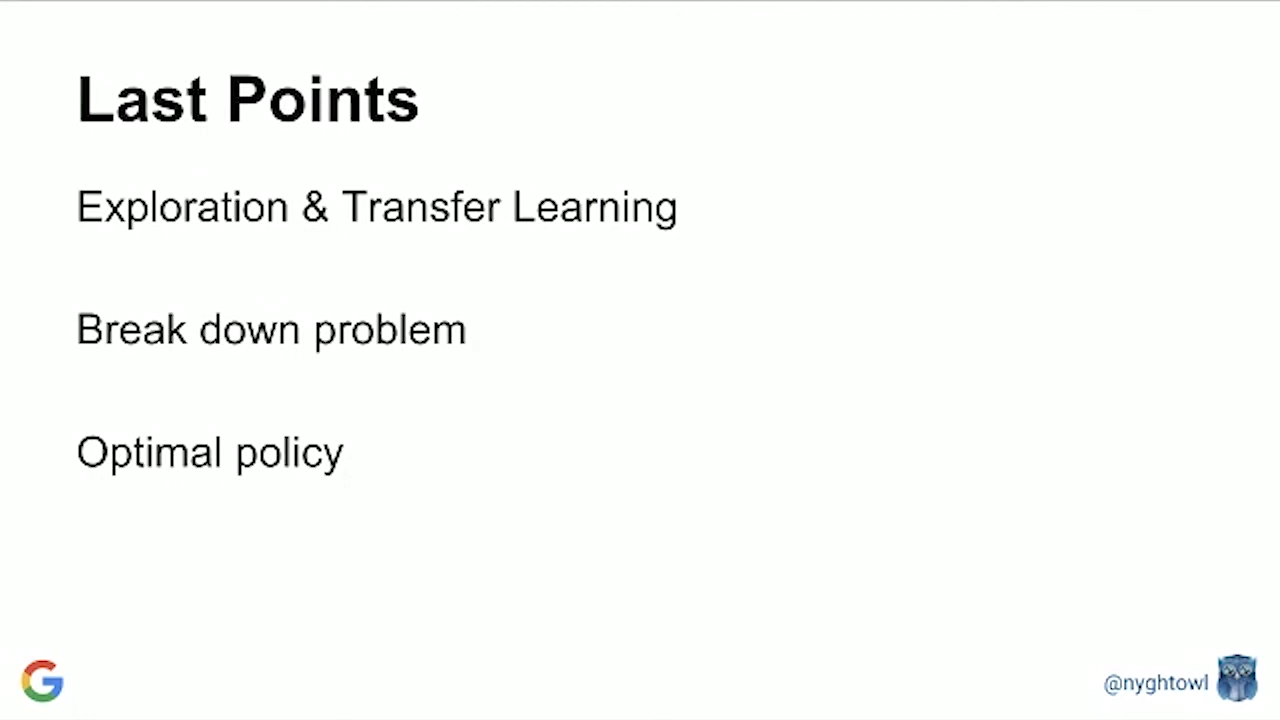 Last Points
Exploration & Transfer Learning
Break down problem
Optimal policy
@nyghtowl